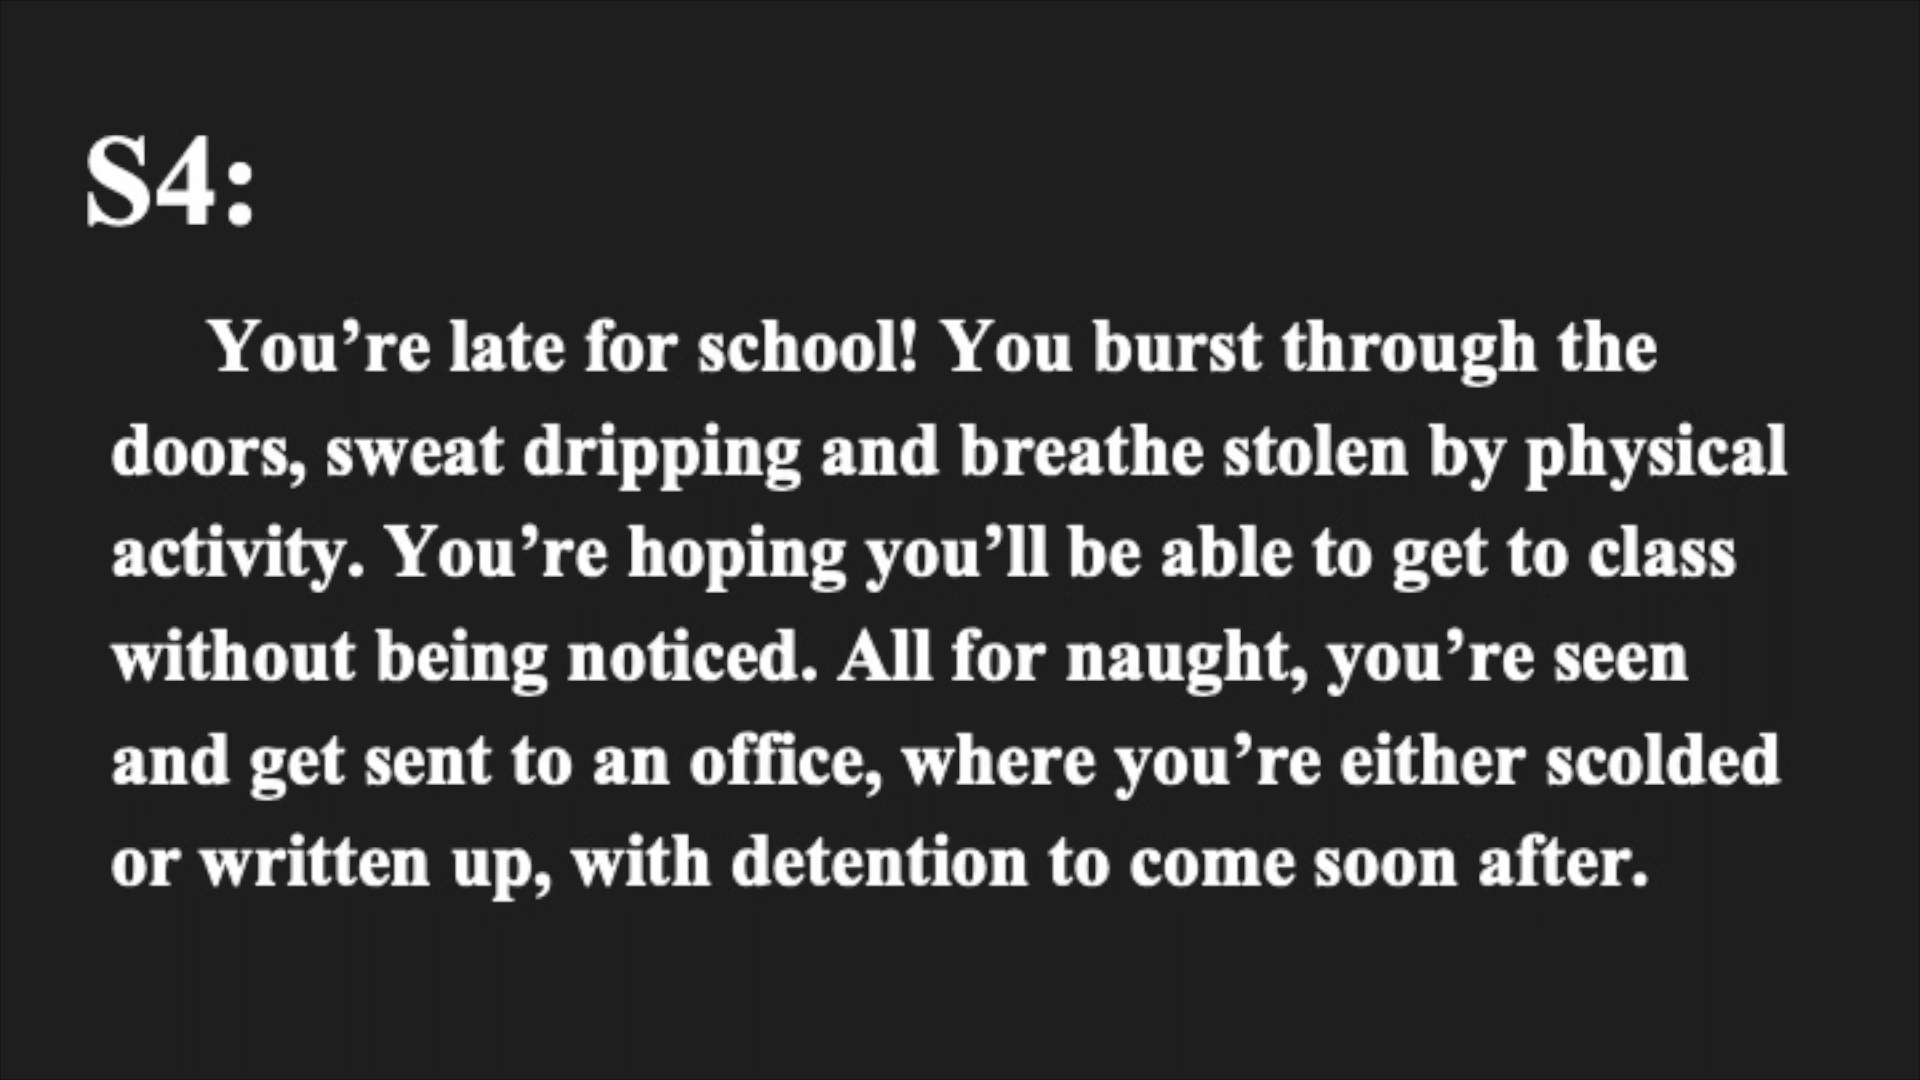 S4:
You’re late for school! You burst through the
doors, sweat dripping and breathe stolen by physical
activity. You’re hoping you’ll be able to get to class
without being noticed. All for naught, you’re seen
and get sent to an office, where you’re either scolded
or written up, with detention to come soon after.